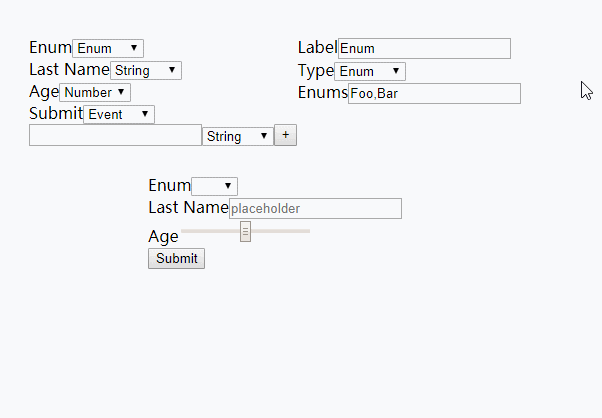 Enum Enum
Last Name String
Age Number
Submit Event
String +
Label Enum
Type Enum
Enums Foo,Bar
Enum
Last Name placeholder
Age
Submit